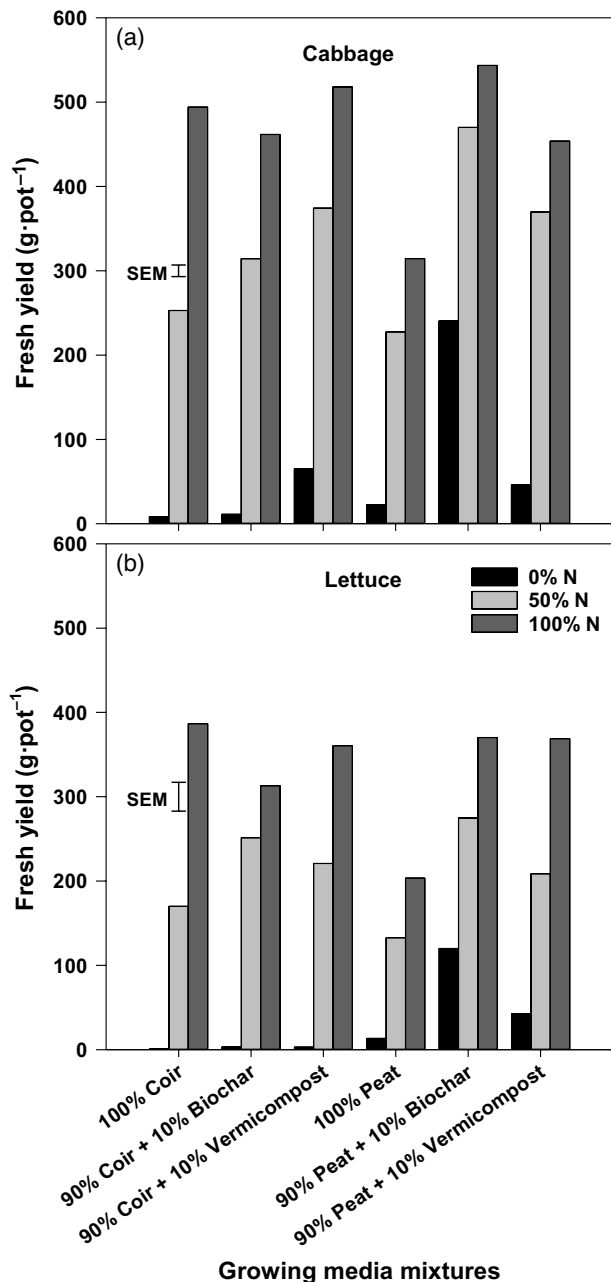 (a)
Cabbage
600
500
400
300
200
100
0
SEM
Fresh yield (g·pot⁻¹)
(b)
Lettuce
0% N
50% N
100% N
600
500
400
300
200
100
0
SEM
Fresh yield (g·pot⁻¹)
100% Coir
90% Coir + 10% Biochar
90% Coir + 10% Vermicompost
100% Peat
90% Peat + 10% Biochar
90% Peat + 10% Vermicompost
Growing media mixtures